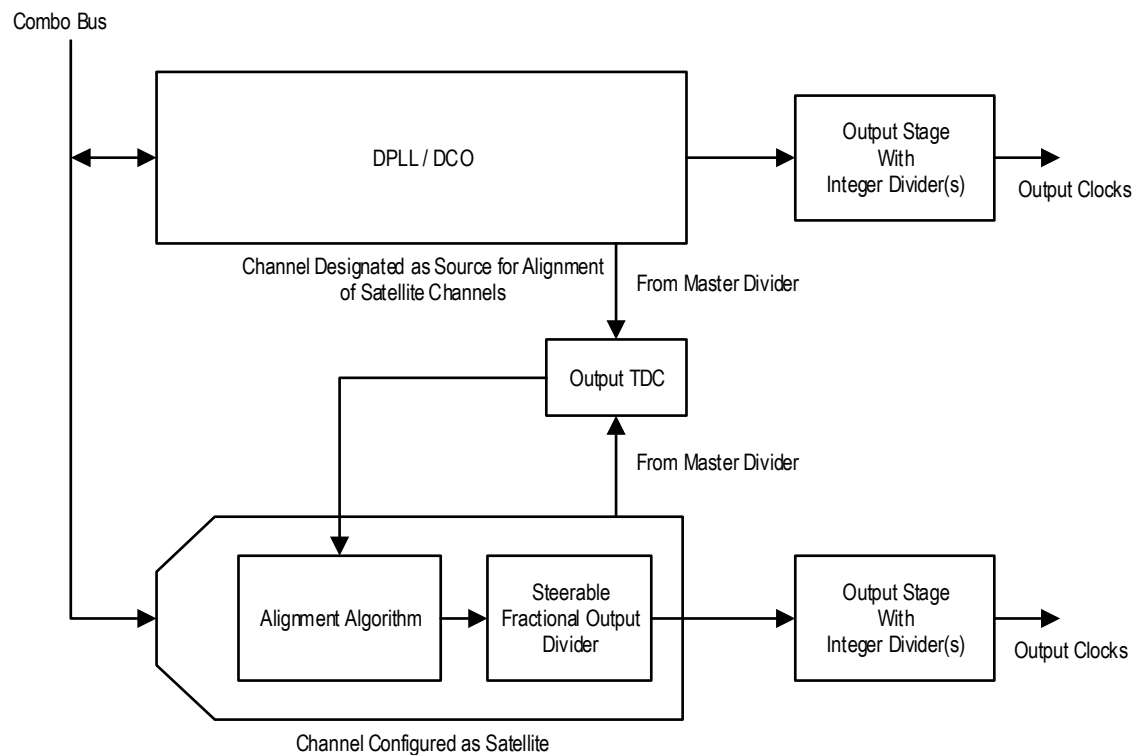 Combo Bus
DPLL / DCO
Output Stage
With
Integer Divider(s)
Output Clocks
Channel Designated as Source for Alignment
of Satellite Channels
From Master Divider
Output TDC
From Master Divider
Alignment Algorithm
Steerable
Fractional Output
Divider
Output Stage
With
Integer Divider(s)
Output Clocks
Channel Configured as Satellite